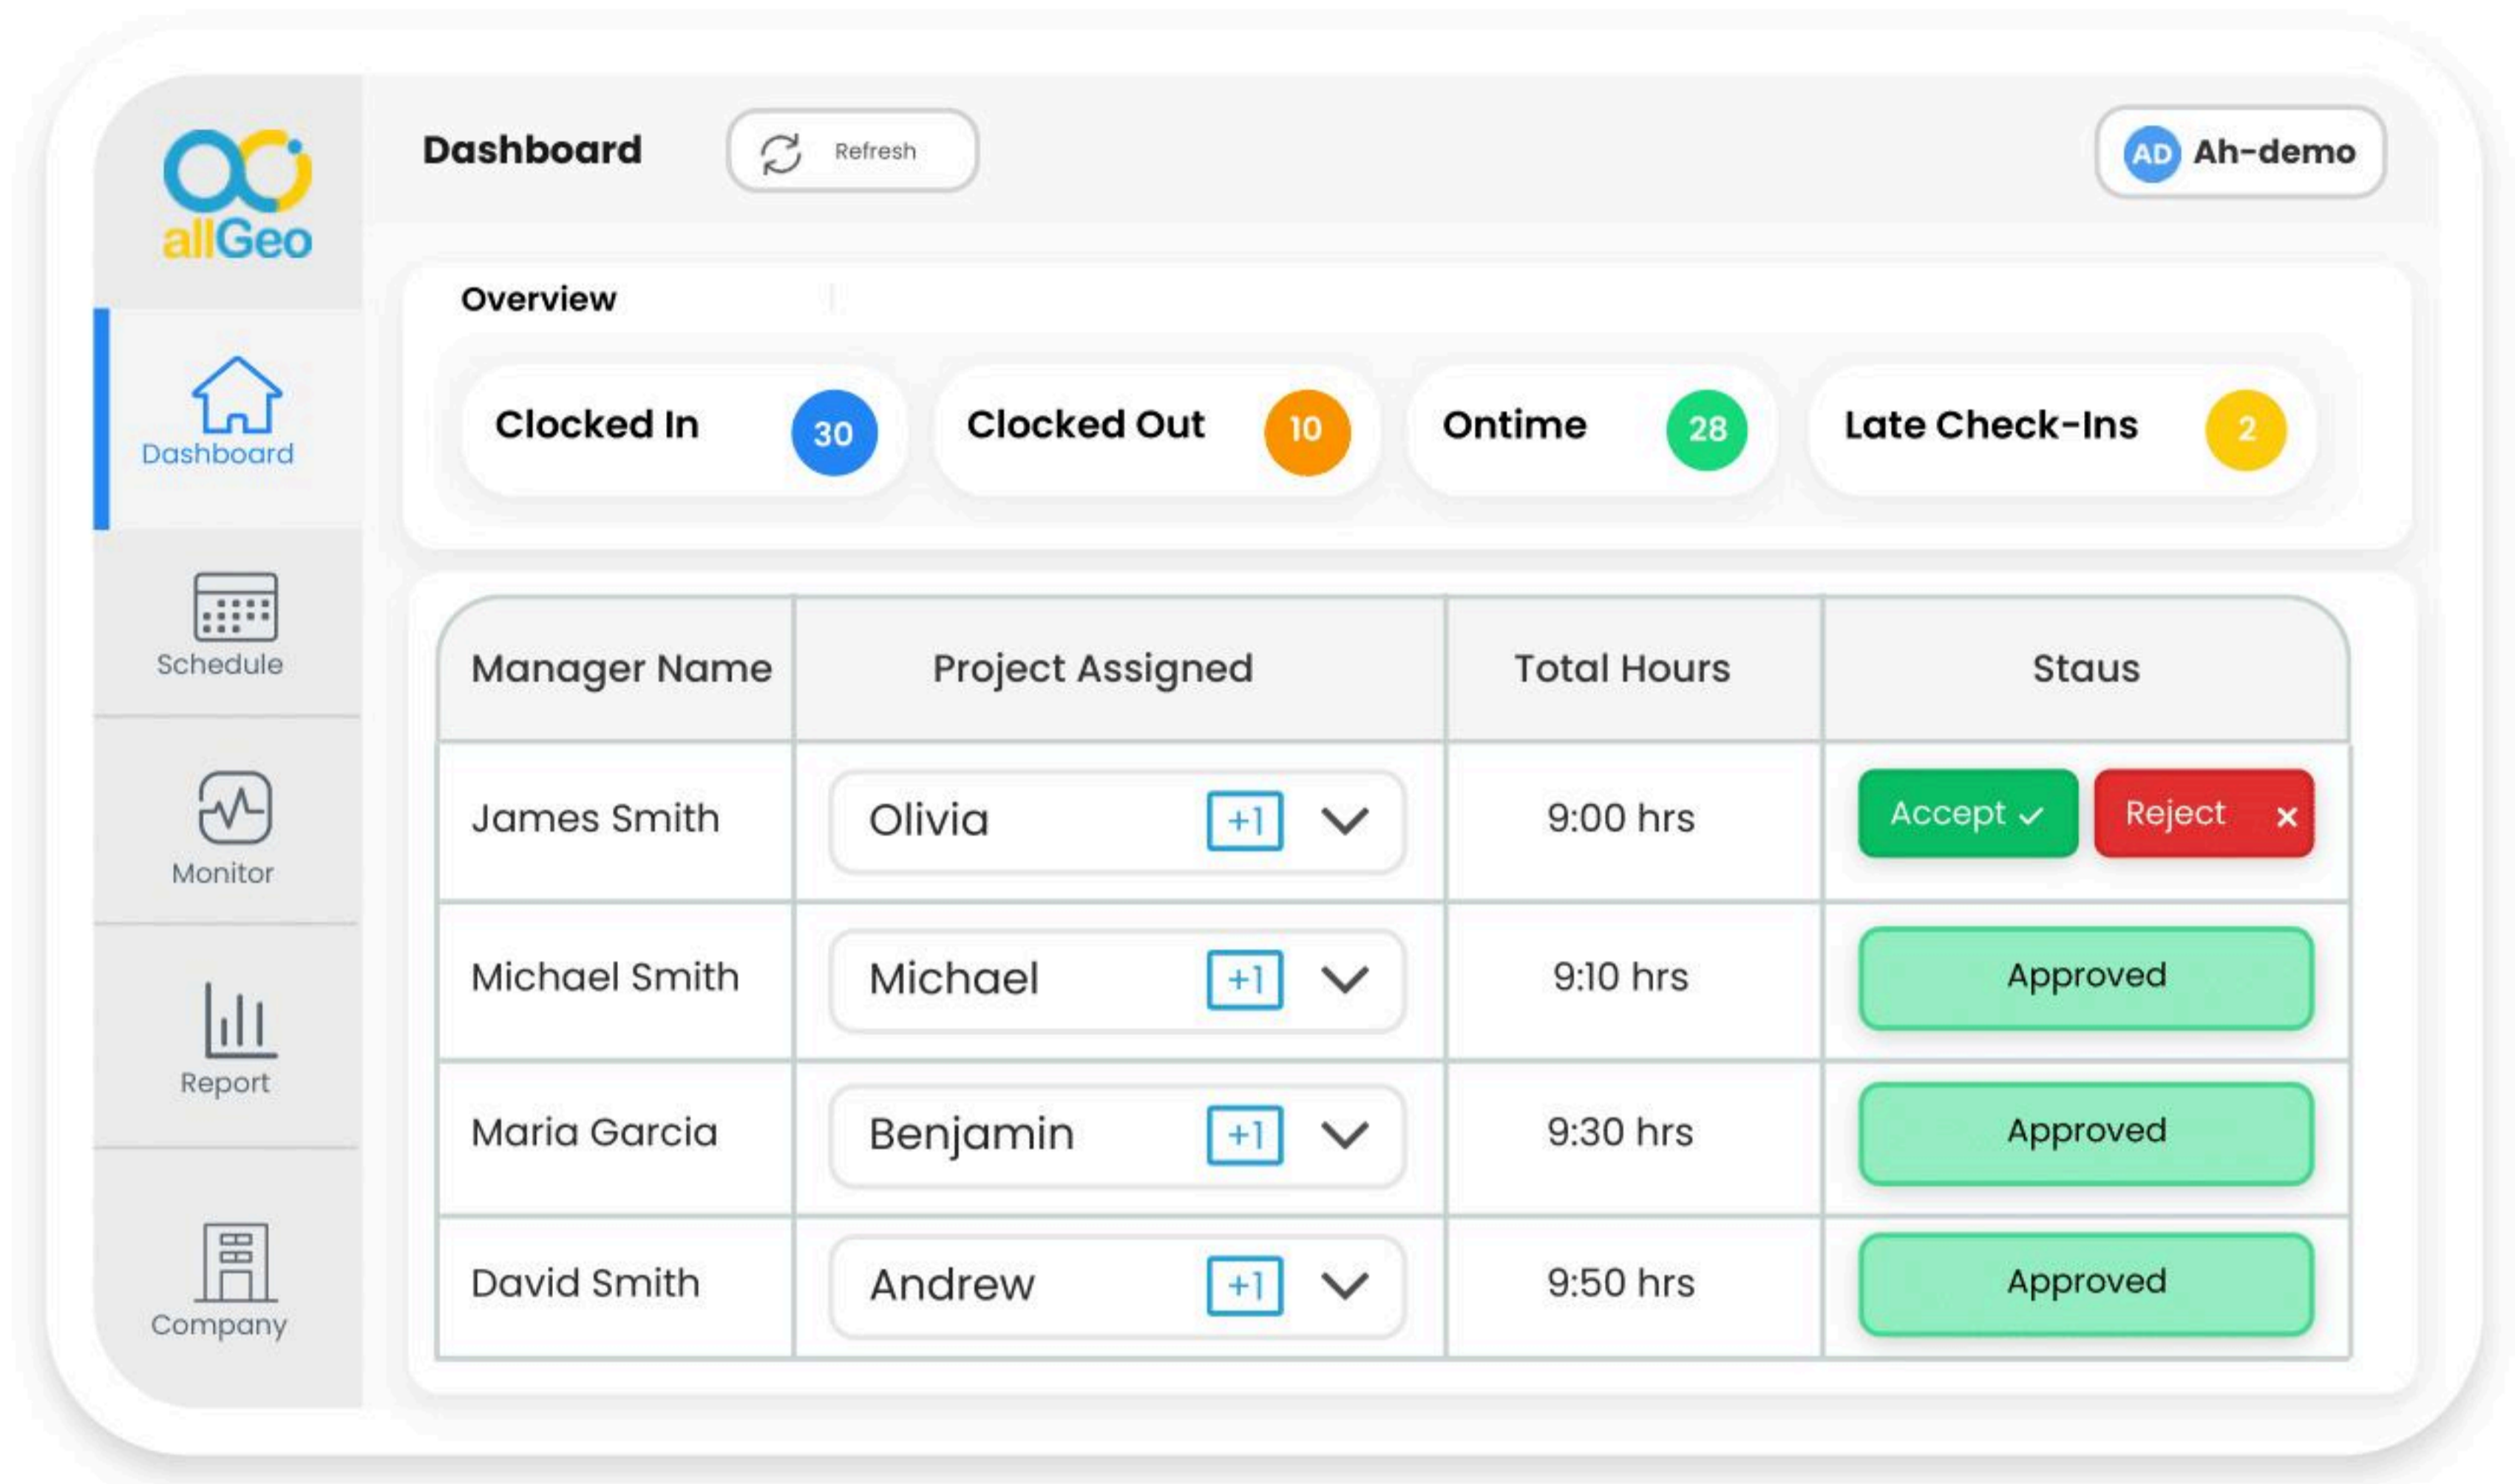 allGeo
Dashboard
Refresh
AD Ah-demo
Dashboard
Schedule
Monitor
Report
Company
Overview
Clocked In 30
Clocked Out 10
Ontime 28
Late Check-Ins 2
Manager Name Project Assigned Total Hours Staus
James Smith Olivia +1 9:00 hrs Accept ✓ Reject ×
Michael Smith Michael +1 9:10 hrs Approved
Maria Garcia Benjamin +1 9:30 hrs Approved
David Smith Andrew +1 9:50 hrs Approved